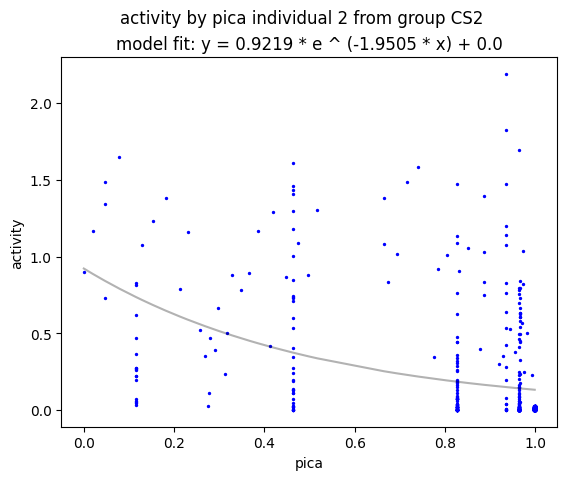 activity by pica individual 2 from group CS2
model fit: y = 0.9219 * e ^ (-1.9505 * x) + 0.0
2.0
1.5
1.0
0.5
0.0
activity
0.0 0.2 0.4 0.6 0.8 1.0
pica